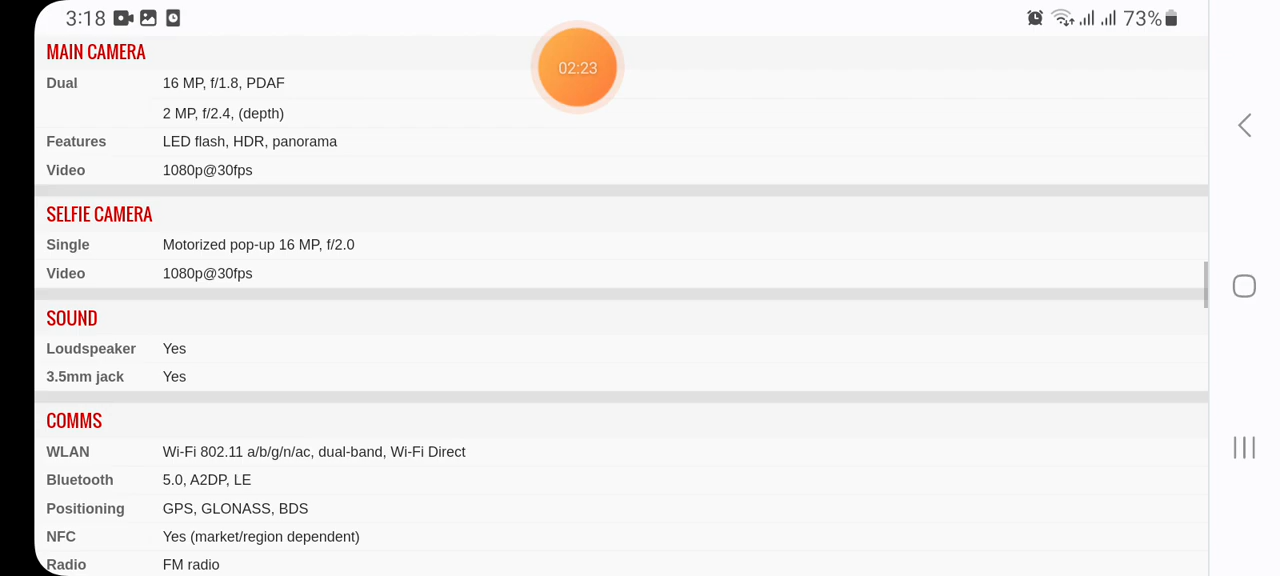 3:18
73%
02:23
MAIN CAMERA
Dual 16 MP, f/1.8, PDAF
2 MP, f/2.4, (depth)
Features LED flash, HDR, panorama
Video 1080p@30fps
SELFIE CAMERA
Single Motorized pop-up 16 MP, f/2.0
Video 1080p@30fps
SOUND
Loudspeaker Yes
3.5mm jack Yes
COMMS
WLAN Wi-Fi 802.11 a/b/g/n/ac, dual-band, Wi-Fi Direct
Bluetooth 5.0, A2DP, LE
Positioning GPS, GLONASS, BDS
NFC Yes (market/region dependent)
Radio FM radio